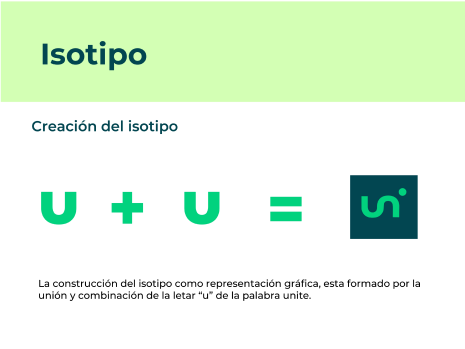 Isotipo
Creación del isotipo
u + u = uni
La construcción del isotipo como representación gráfica, esta formado por la
unión y combinación de la letar “u” de la palabra unite.